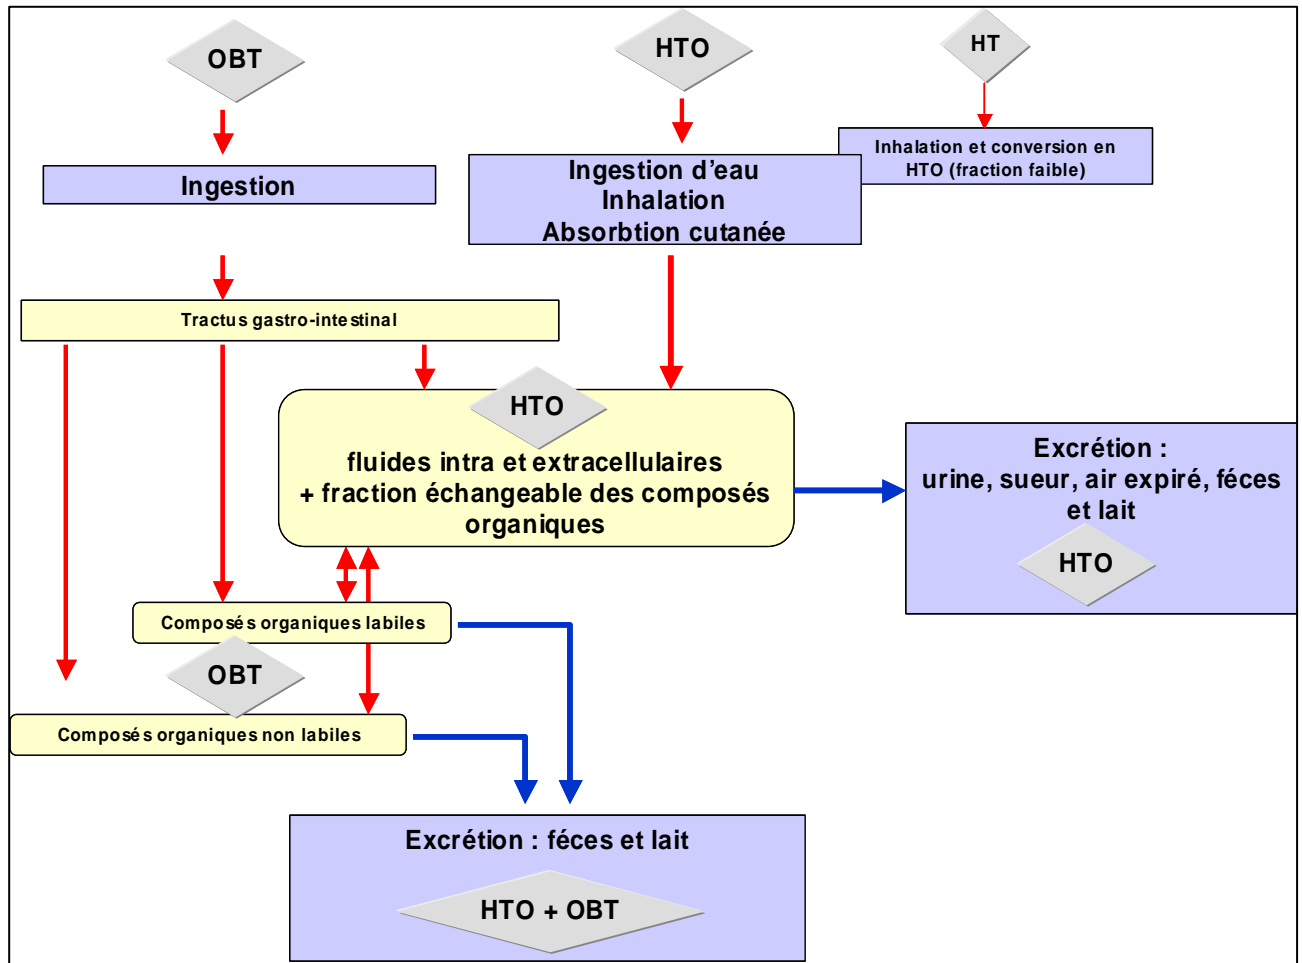 OBT
HTO
HT
Ingestion
Ingestion d'eau
Inhalation
Absorbtion cutanée
Inhalation et conversion en
HTO (fraction faible)
Tractus gastro-intestinal
HTO
fluides intra et extracellulaires
+ fraction échangeable des composés
organiques
Excrétion :
urine, sueur, air expiré, féces
et lait
HTO
Composés organiques labiles
OBT
Composés organiques non labiles
Excrétion : féces et lait
HTO + OBT